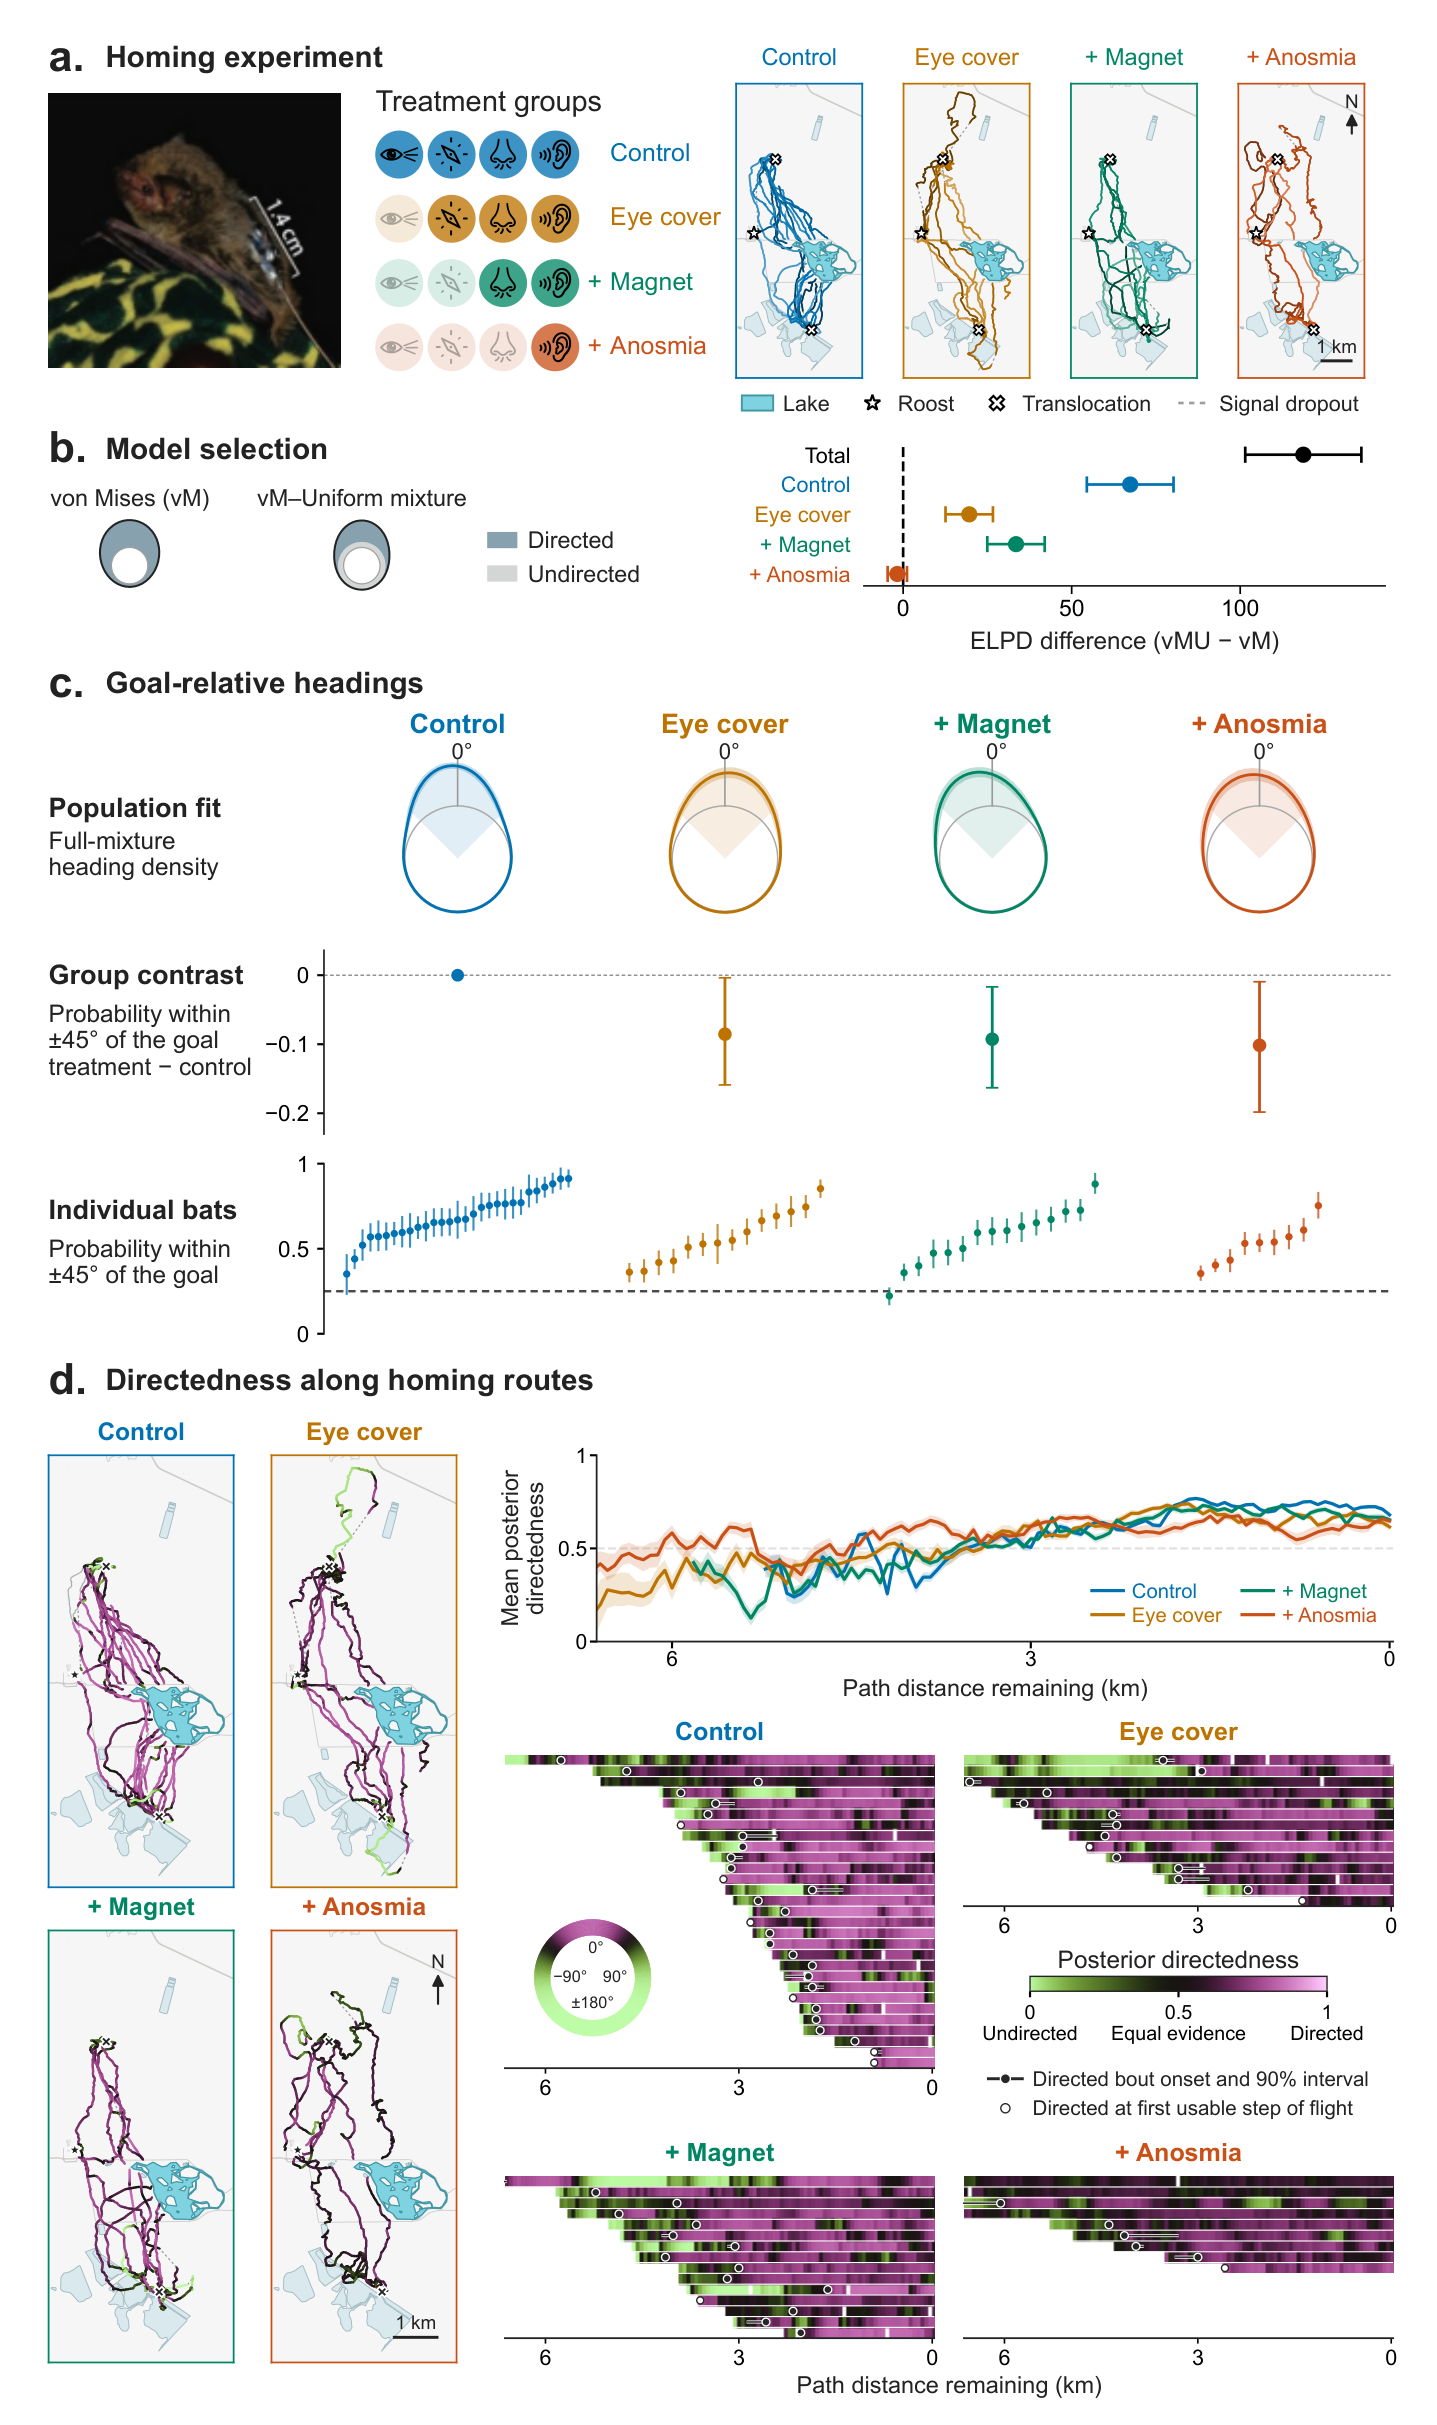 a. Homing experiment
1.4 cm
Treatment groups
Control
Eye cover
+ Magnet
+ Anosmia
Control
Eye cover
+ Magnet
+ Anosmia
N
1 km
Lake
Roost
Translocation
Signal dropout
b. Model selection
von Mises (vM)
vM–Uniform mixture
Directed
Undirected
Total
Control
Eye cover
+ Magnet
+ Anosmia
0 50 100
ELPD difference (vMU − vM)
c. Goal-relative headings
Control
Eye cover
+ Magnet
+ Anosmia
0°
0°
0°
0°
Population fit
Full-mixture
heading density
Group contrast
Probability within
±45° of the goal
treatment − control
0
−0.1
−0.2
Individual bats
Probability within
±45° of the goal
1
0.5
0
d. Directedness along homing routes
Control
Eye cover
+ Magnet
+ Anosmia
N
1 km
Mean posterior
directedness
1
0.5
0
Control
Eye cover
+ Magnet
+ Anosmia
6 3 0
Path distance remaining (km)
Control
0°
−90° 90°
±180°
6 3 0
Eye cover
6 3 0
Posterior directedness
0 0.5 1
Undirected Equal evidence Directed
Directed bout onset and 90% interval
Directed at first usable step of flight
+ Magnet
6 3 0
+ Anosmia
6 3 0
Path distance remaining (km)